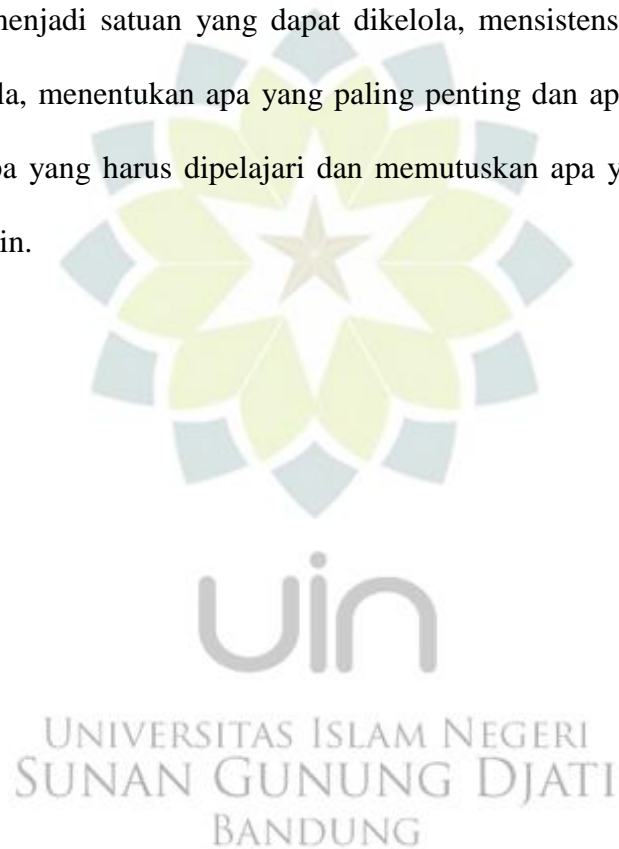 menjadi satuan yang dapat dikelola, mensistens
la, menentukan apa yang paling penting dan ap
pa yang harus dipelajari dan memutuskan apa y
in.
uin
UNIVERSITAS ISLAM NEGERI
SUNAN GUNUNG DJATI
BANDUNG